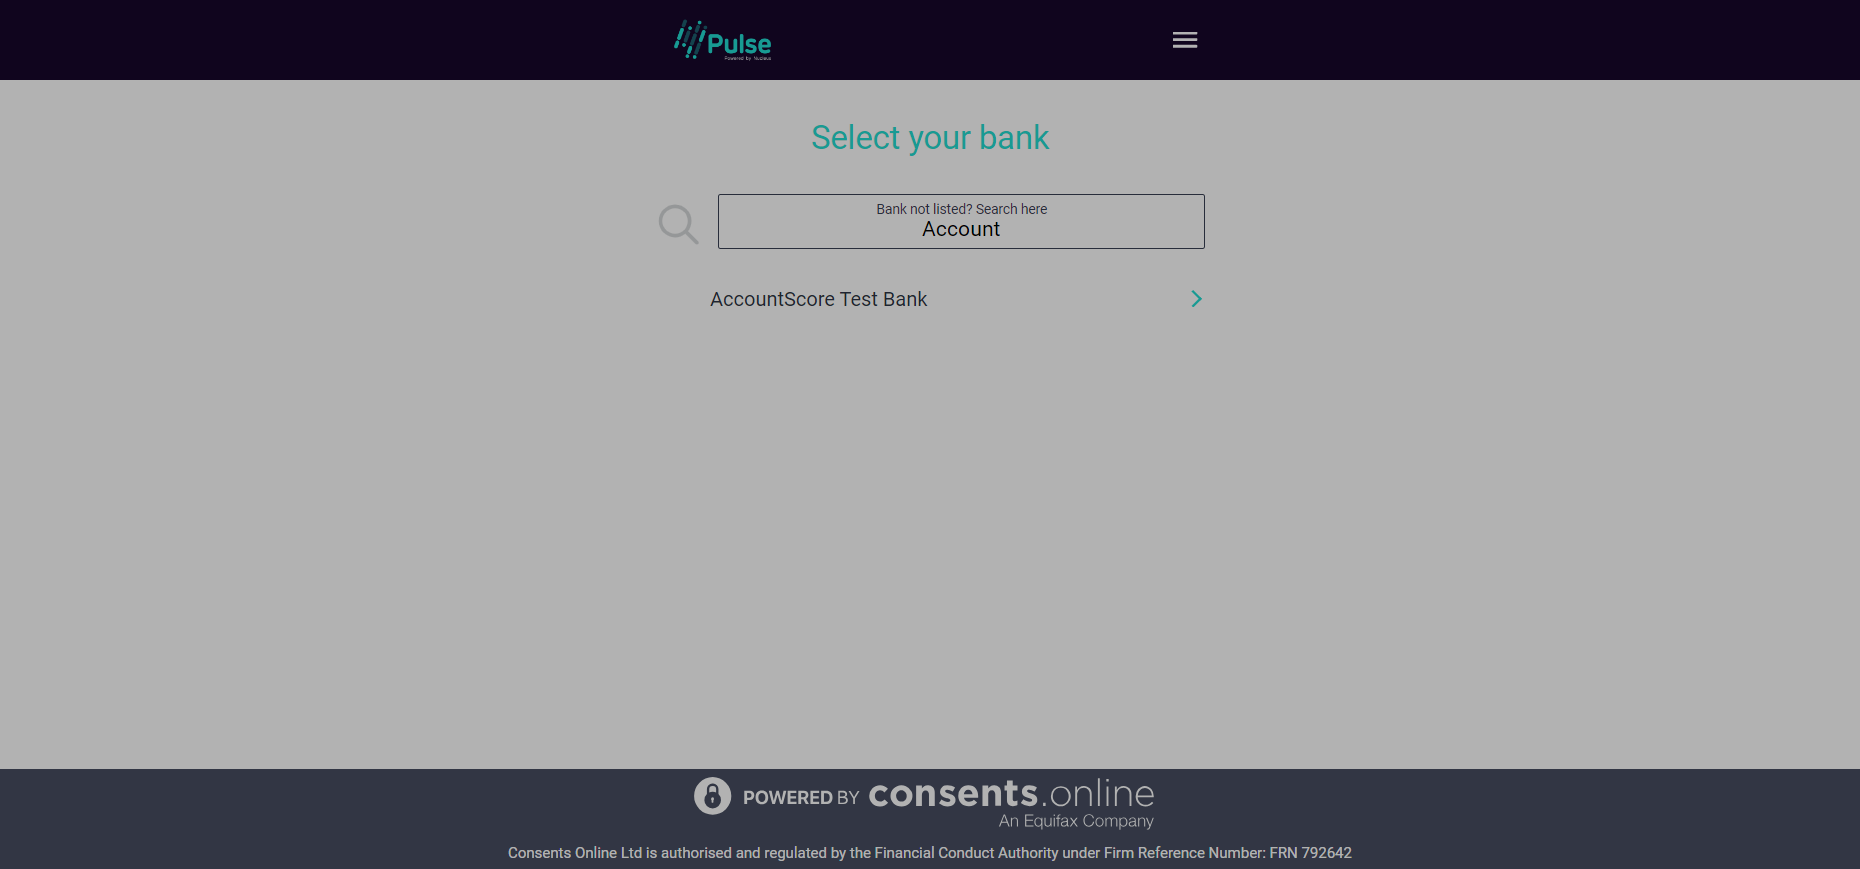 Pulse
Powered by Nucleus
Select your bank
Bank not listed? Search here
Account
AccountScore Test Bank
POWERED BY consents.online
An Equifax Company
Consents Online Ltd is authorised and regulated by the Financial Conduct Authority under Firm Reference Number: FRN 792642